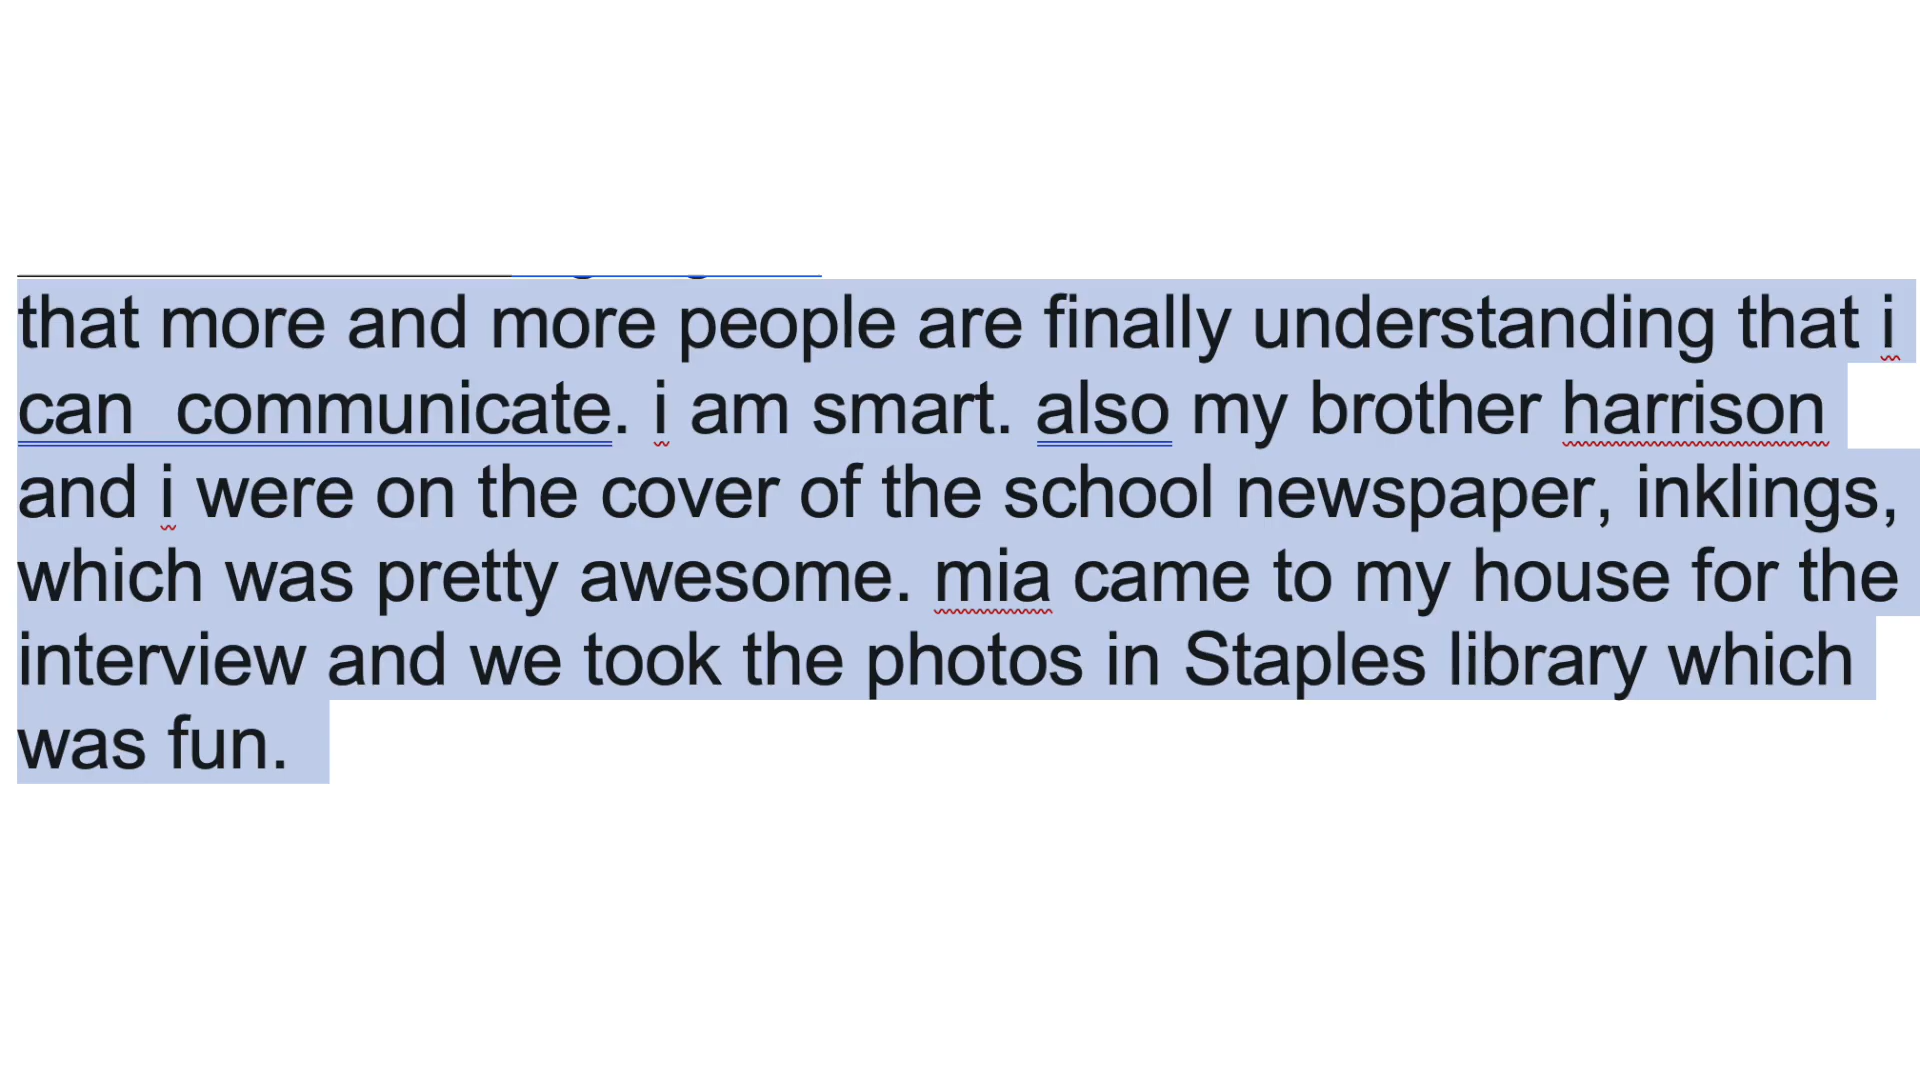 that more and more people are finally understanding that i
can  communicate. i am smart. also my brother harrison
and i were on the cover of the school newspaper, inklings,
which was pretty awesome. mia came to my house for the
interview and we took the photos in Staples library which
was fun.